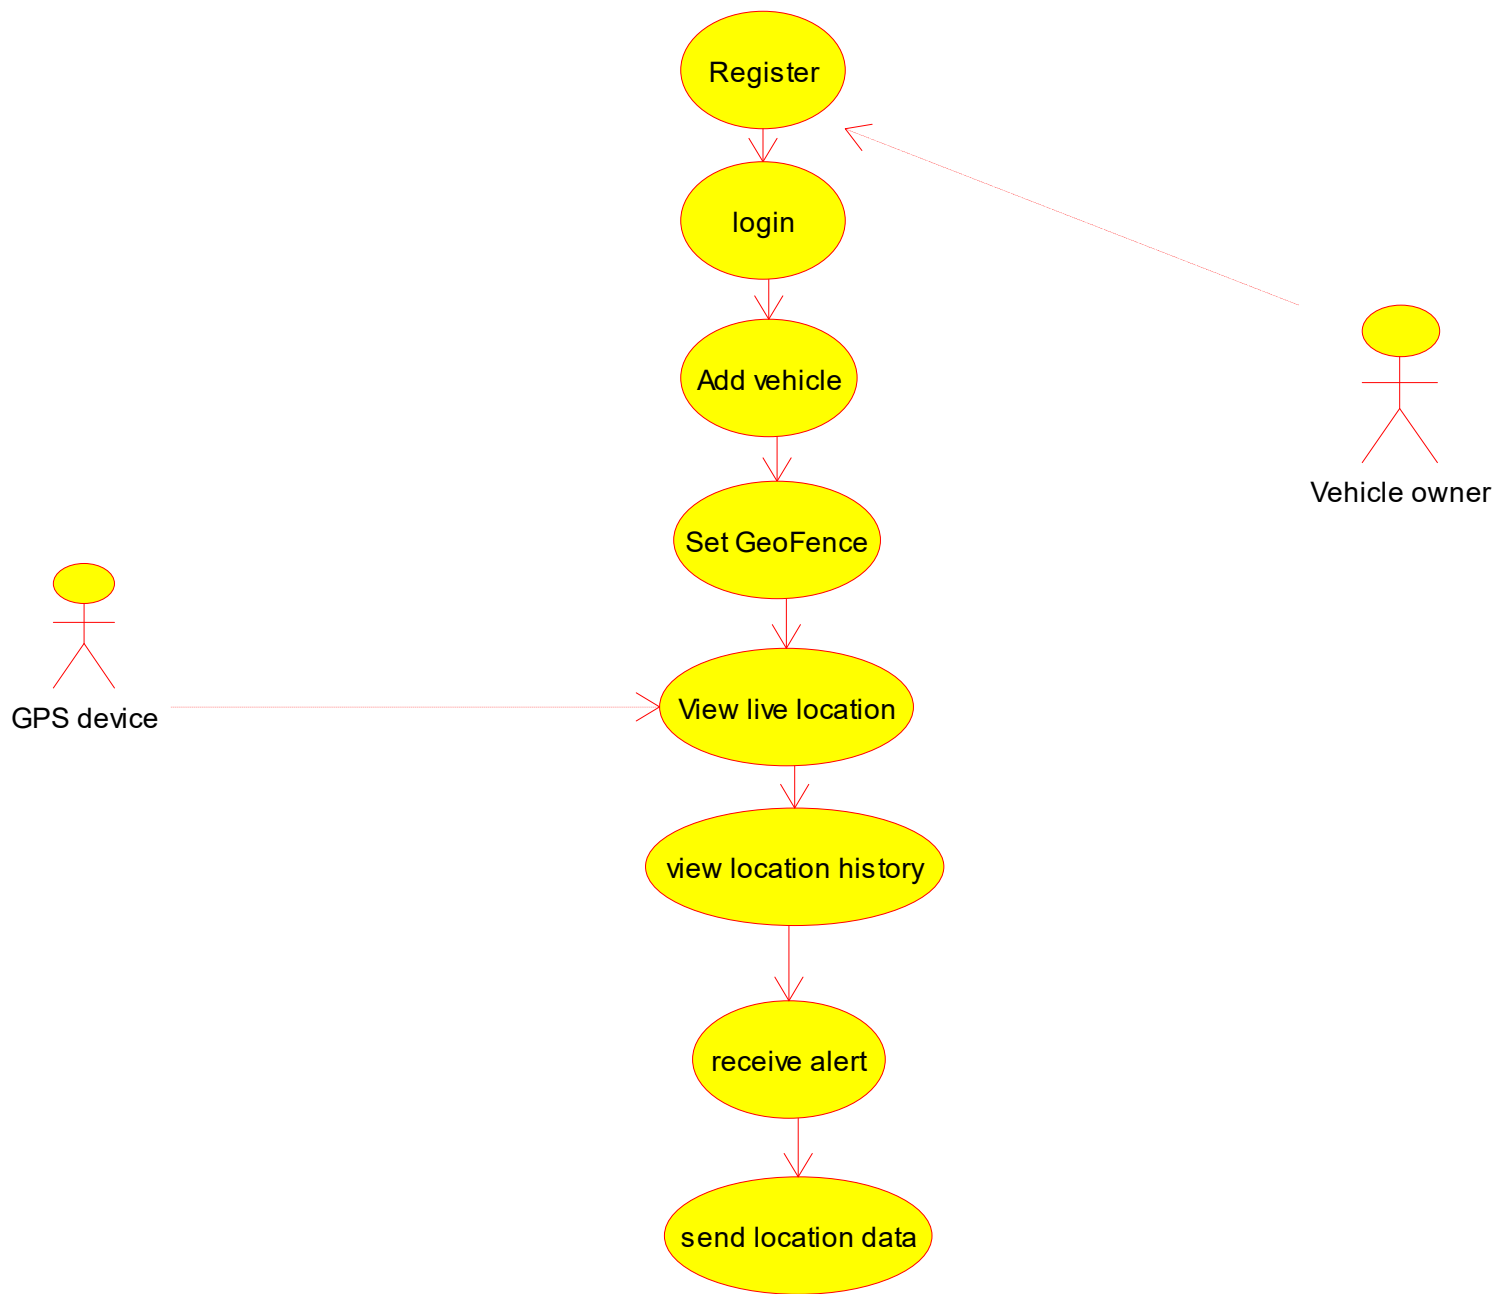 Register
login
Add vehicle
Vehicle owner
Set GeoFence
GPS device
View live location
view location history
receive alert
send location data